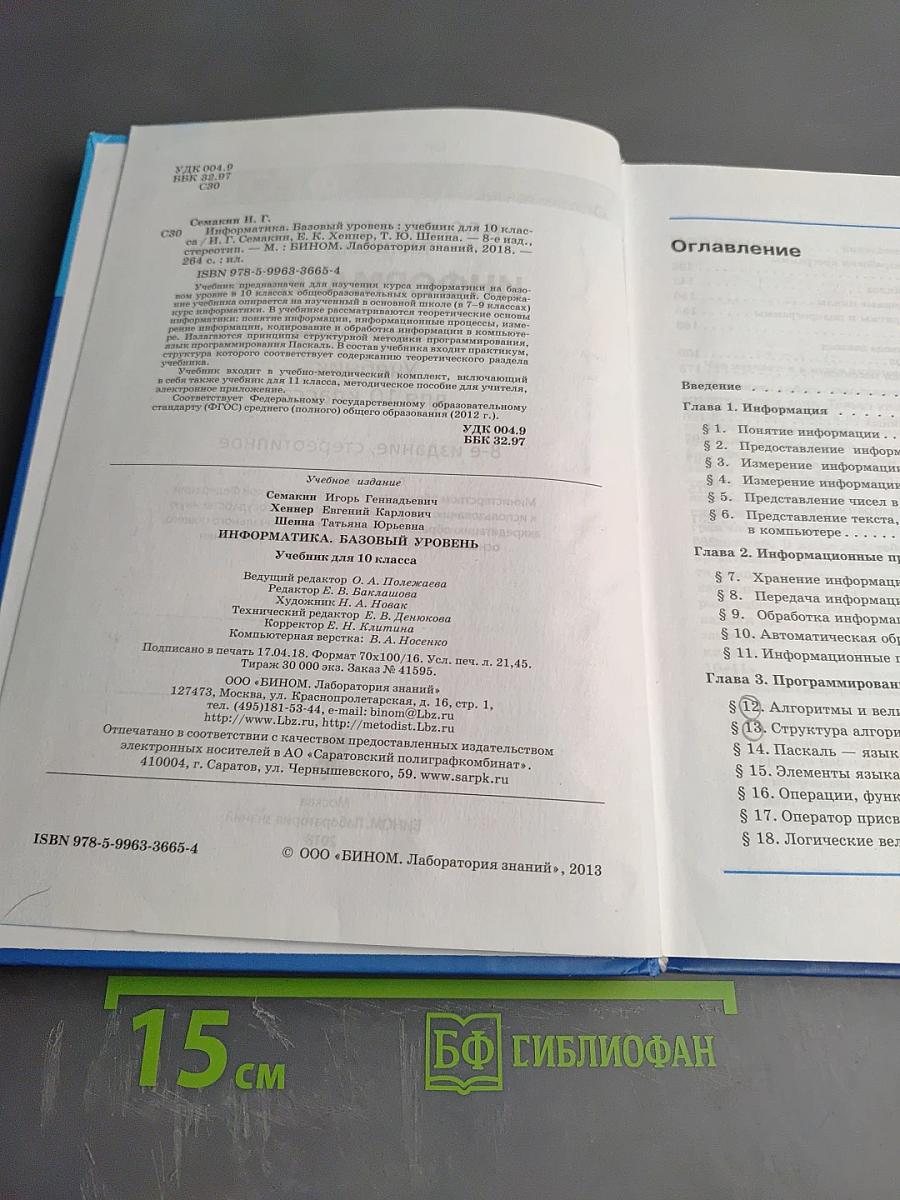 УДК 004.9
ББК 32.97
С30
Семакин И. Г.
С30 Информатика. Базовый уровень : учебник для 10 клас-
са / И. Г. Семакин, Е. К. Хеннер, Т. Ю. Шеина. — 8-е изд.,
стереотип. — М. : БИНОМ. Лаборатория знаний, 2018. —
264 с. : ил.
ISBN 978-5-9963-3665-4
Учебник предназначен для изучения курса информатики на базо-
вом уровне в 10 классах общеобразовательных организаций. Содержа-
ние учебника опирается на изученный в основной школе (в 7–9 классах)
курс информатики. В учебнике рассматриваются теоретические основы
информатики: понятие информации, информационные процессы, изме-
рение информации, кодирование и обработка информации в компьюте-
ре. Излагаются принципы структурной методики программирования,
язык программирования Паскаль. В состав учебника входит практикум,
структура которого соответствует содержанию теоретического раздела
учебника.
Учебник входит в учебно-методический комплект, включающий
в себя также учебник для 11 класса, методическое пособие для учителя,
электронное приложение.
Соответствует Федеральному государственному образовательному
стандарту (ФГОС) среднего (полного) общего образования (2012 г.).
УДК 004.9
ББК 32.97
Учебное издание
Семакин Игорь Геннадьевич
Хеннер Евгений Карлович
Шеина Татьяна Юрьевна
ИНФОРМАТИКА. БАЗОВЫЙ УРОВЕНЬ
Учебник для 10 класса
Ведущий редактор О. А. Полежаева
Редактор Е. В. Баклашова
Художник Н. А. Новак
Технический редактор Е. В. Денюкова
Корректор Е. Н. Клитина
Компьютерная верстка: В. А. Носенко
Подписано в печать 17.04.18. Формат 70х100/16. Усл. печ. л. 21,45.
Тираж 30 000 экз. Заказ № 41595.
ООО «БИНОМ. Лаборатория знаний»
127473, Москва, ул. Краснопролетарская, д. 16, стр. 1,
тел. (495)181-53-44, e-mail: binom@Lbz.ru
http://www.Lbz.ru, http://metodist.Lbz.ru
Отпечатано в соответствии с качеством предоставленных издательством
электронных носителей в АО «Саратовский полиграфкомбинат».
410004, г. Саратов, ул. Чернышевского, 59. www.sarpk.ru
ISBN 978-5-9963-3665-4
© ООО «БИНОМ. Лаборатория знаний», 2013
Оглавление
Введение . . . . . . . . . . . .
Глава 1. Информация . . . . .
§ 1. Понятие информации . .
§ 2. Предоставление информ
§ 3. Измерение информации
§ 4. Измерение информации
§ 5. Представление чисел в
§ 6. Представление текста,
в компьютере . . . . . .
Глава 2. Информационные пр
§ 7. Хранение информаци
§ 8. Передача информаци
§ 9. Обработка информац
§ 10. Автоматическая обр
§ 11. Информационные п
Глава 3. Программирован
§ 12. Алгоритмы и вели
§ 13. Структура алгори
§ 14. Паскаль — язык
§ 15. Элементы языка
§ 16. Операции, функ
§ 17. Оператор присв
§ 18. Логические вел
15 см
БФ ГИБЛИОФАН